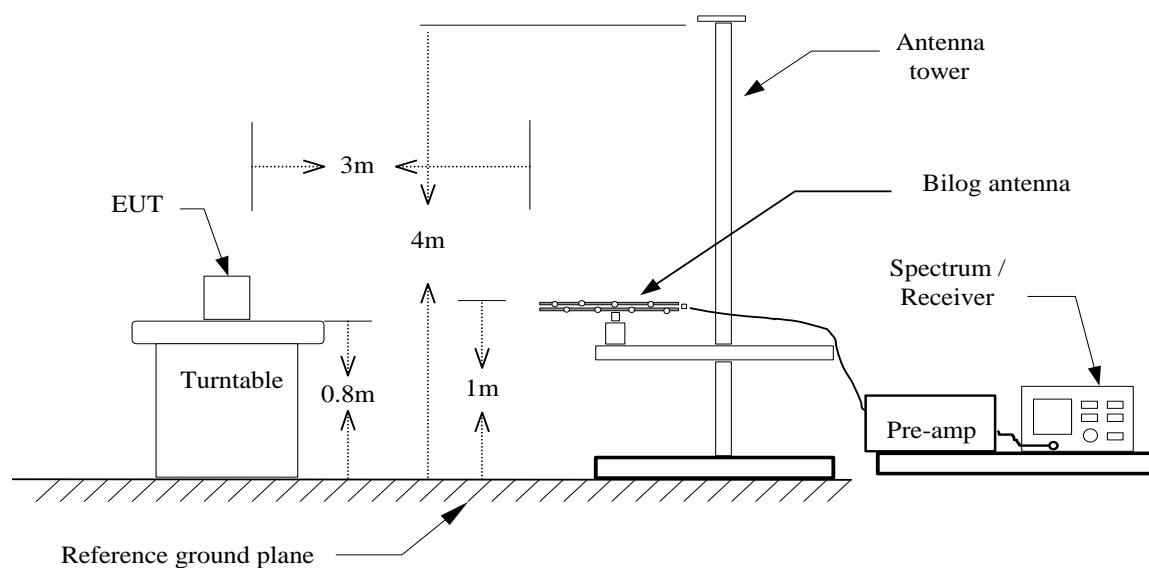 Antenna
tower
3m
Bilog antenna
EUT
4m
Spectrum /
Receiver
Turntable
0.8m
1m
Pre-amp
Reference ground plane